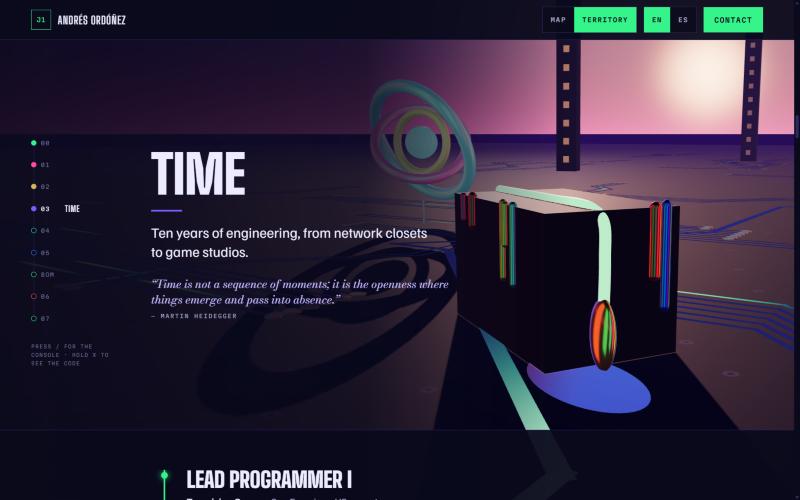 J1 ANDRÉS ORDÓÑEZ
MAP TERRITORY EN ES CONTACT
00
01
02
03 TIME
04
05
BOM
06
07
PRESS / FOR THE
CONSOLE · HOLD X TO
SEE THE CODE
TIME
Ten years of engineering, from network closets
to game studios.
“Time is not a sequence of moments; it is the openness where
things emerge and pass into absence.”
— MARTIN HEIDEGGER
LEAD PROGRAMMER I